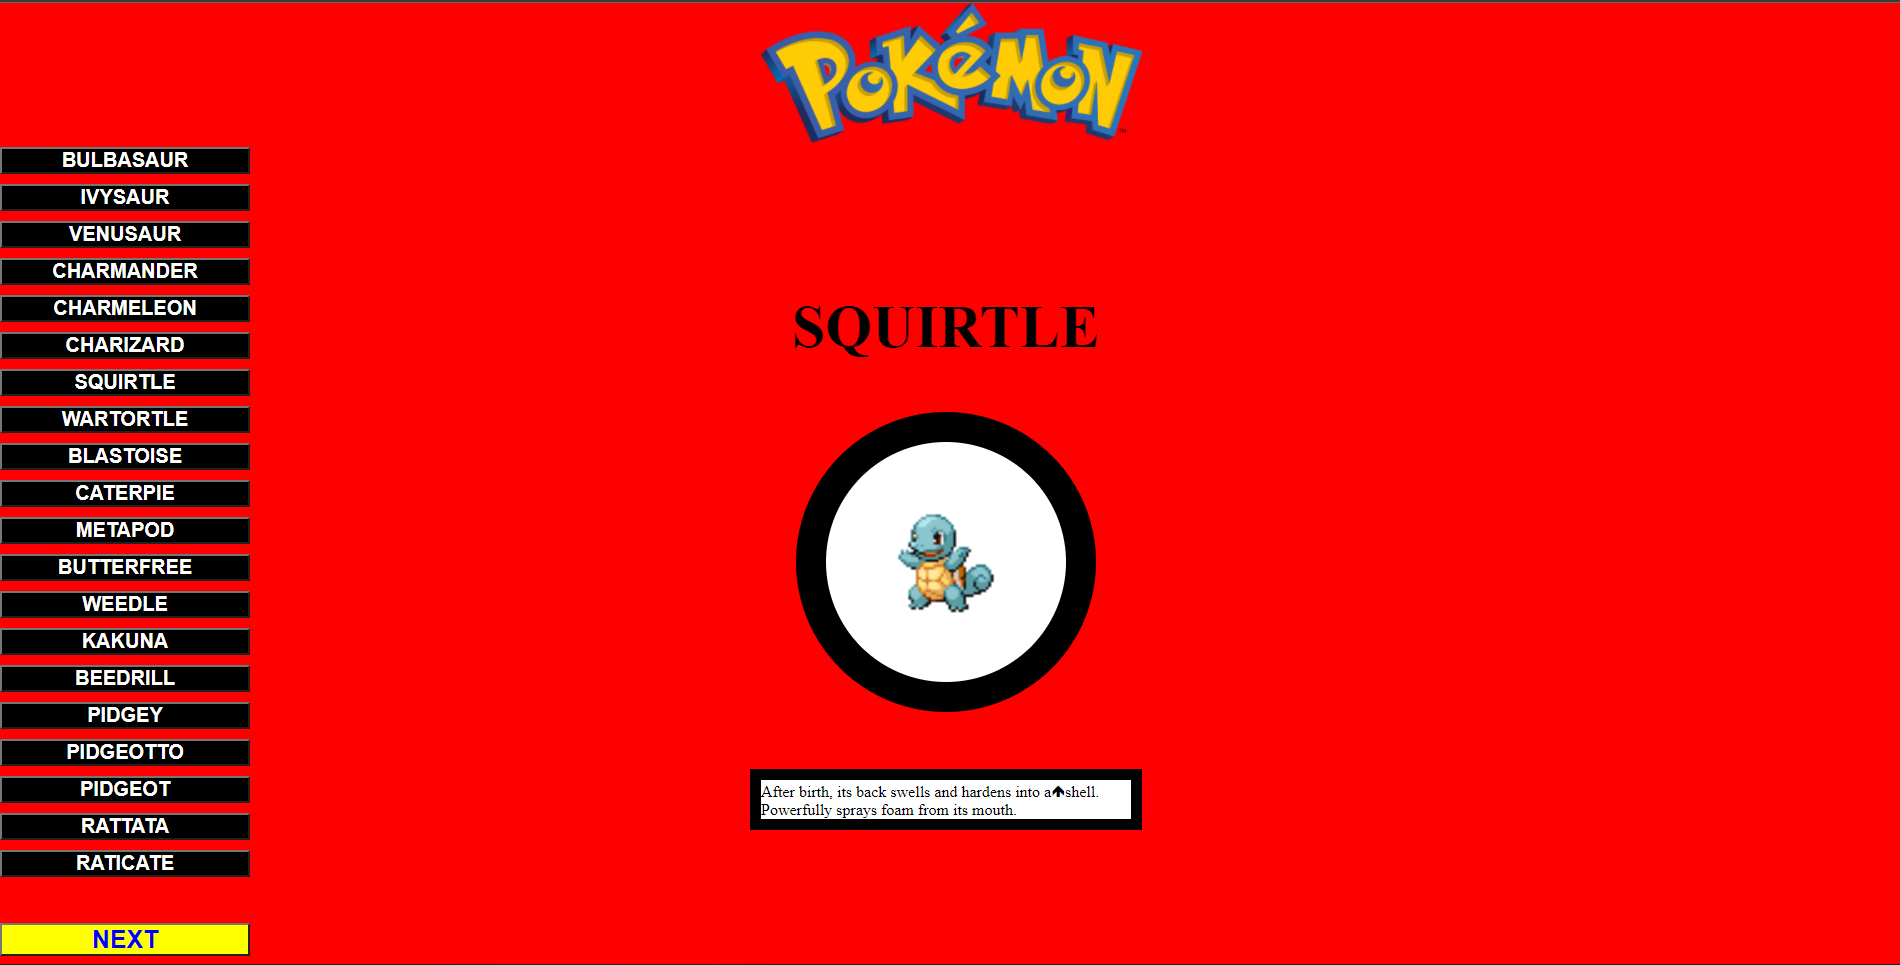 POKéMON
™
BULBASAUR
IVYSAUR
VENUSAUR
CHARMANDER
CHARMELEON
CHARIZARD
SQUIRTLE
WARTORTLE
BLASTOISE
CATERPIE
METAPOD
BUTTERFREE
WEEDLE
KAKUNA
BEEDRILL
PIDGEY
PIDGEOTTO
PIDGEOT
RATTATA
RATICATE
NEXT
SQUIRTLE
After birth, its back swells and hardens into a🡅shell.
Powerfully sprays foam from its mouth.